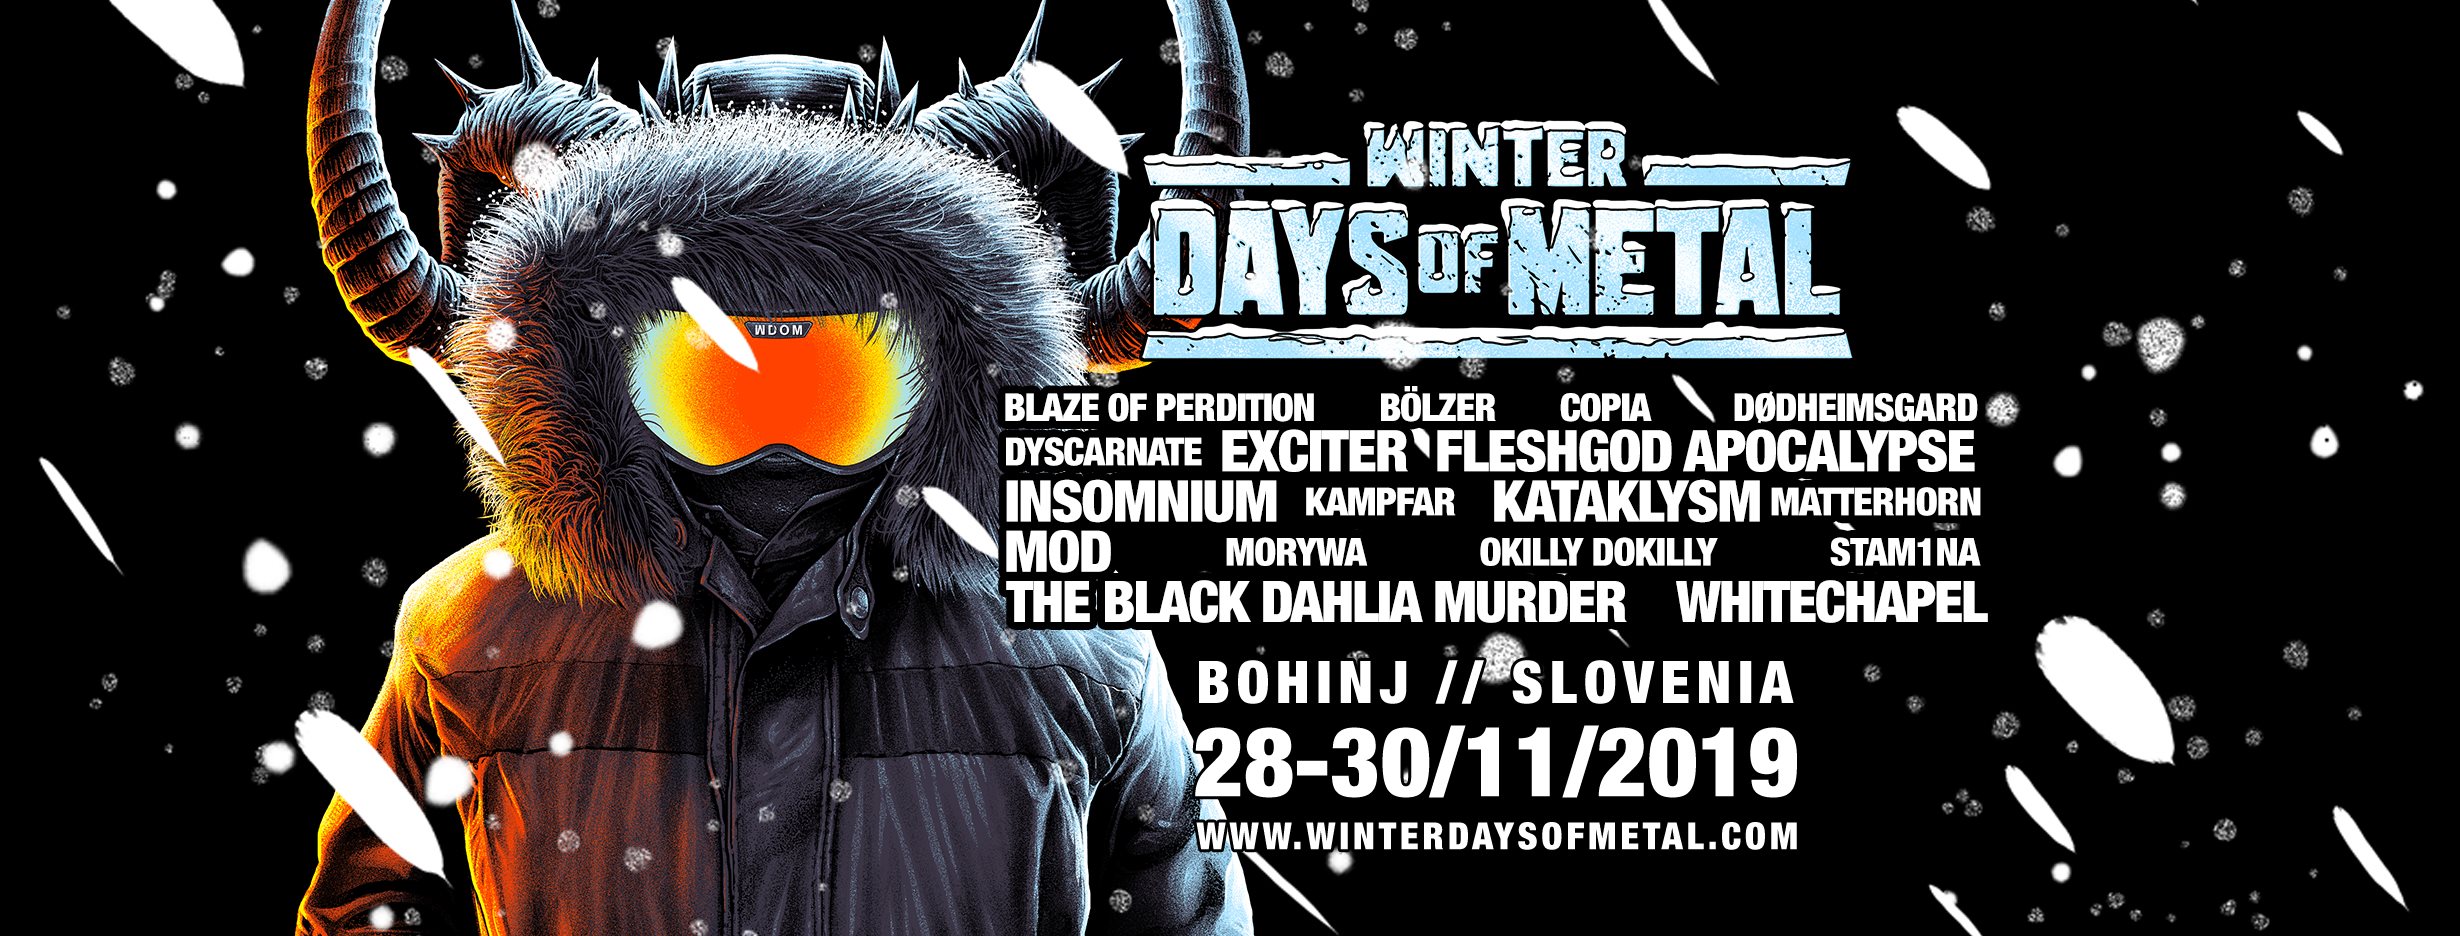 WINTER
DAYS OF METAL
WDOM
BLAZE OF PERDITION BÖLZER COPIA DØDHEIMSGARD
DYSCARNATE EXCITER FLESHGOD APOCALYPSE
INSOMNIUM KAMPFAR KATAKLYSM MATTERHORN
MOD MORYWA OKILLY DOKILLY STAM1NA
THE BLACK DAHLIA MURDER WHITECHAPEL
BOHINJ // SLOVENIA
28-30/11/2019
WWW.WINTERDAYSOFMETAL.COM